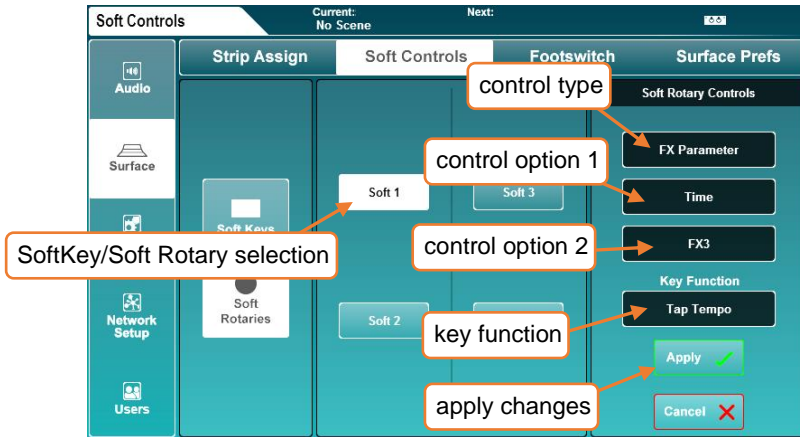 Soft Controls
Current:
No Scene
Next:
Strip Assign
Soft Controls
Footswitch
Surface Prefs
Audio
Surface
Network
Setup
Users
Soft Keys
Soft
Rotaries
Soft 1
Soft 3
Soft 2
Soft Rotary Controls
FX Parameter
Time
FX3
Key Function
Tap Tempo
Apply
Cancel
control type
control option 1
SoftKey/Soft Rotary selection
control option 2
key function
apply changes